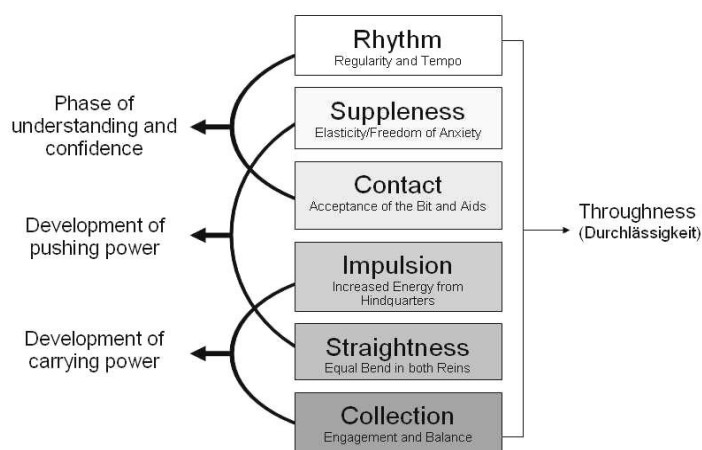 Rhythm
Regularity and Tempo
Suppleness
Elasticity/Freedom of Anxiety
Contact
Acceptance of the Bit and Aids
Impulsion
Increased Energy from
Hindquarters
Straightness
Equal Bend in both Reins
Collection
Engagement and Balance
Phase of
understanding and
confidence
Development of
pushing power
Development of
carrying power
Throughness
(Durchlässigkeit)